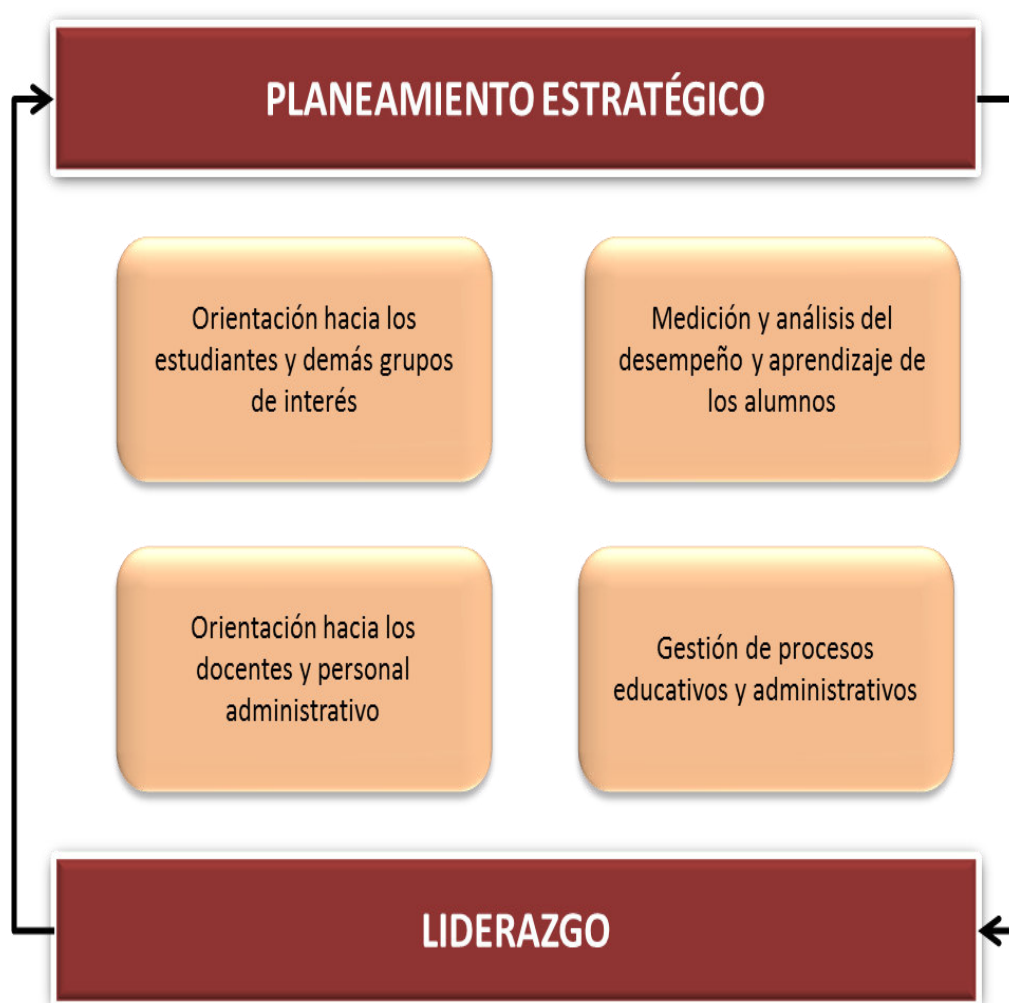 PLANEAMIENTO ESTRATÉGICO
Orientación hacia los
estudiantes y demás grupos
de interés
Medición y análisis del
desempeño y aprendizaje de
los alumnos
Orientación hacia los
docentes y personal
administrativo
Gestión de procesos
educativos y administrativos
LIDERAZGO